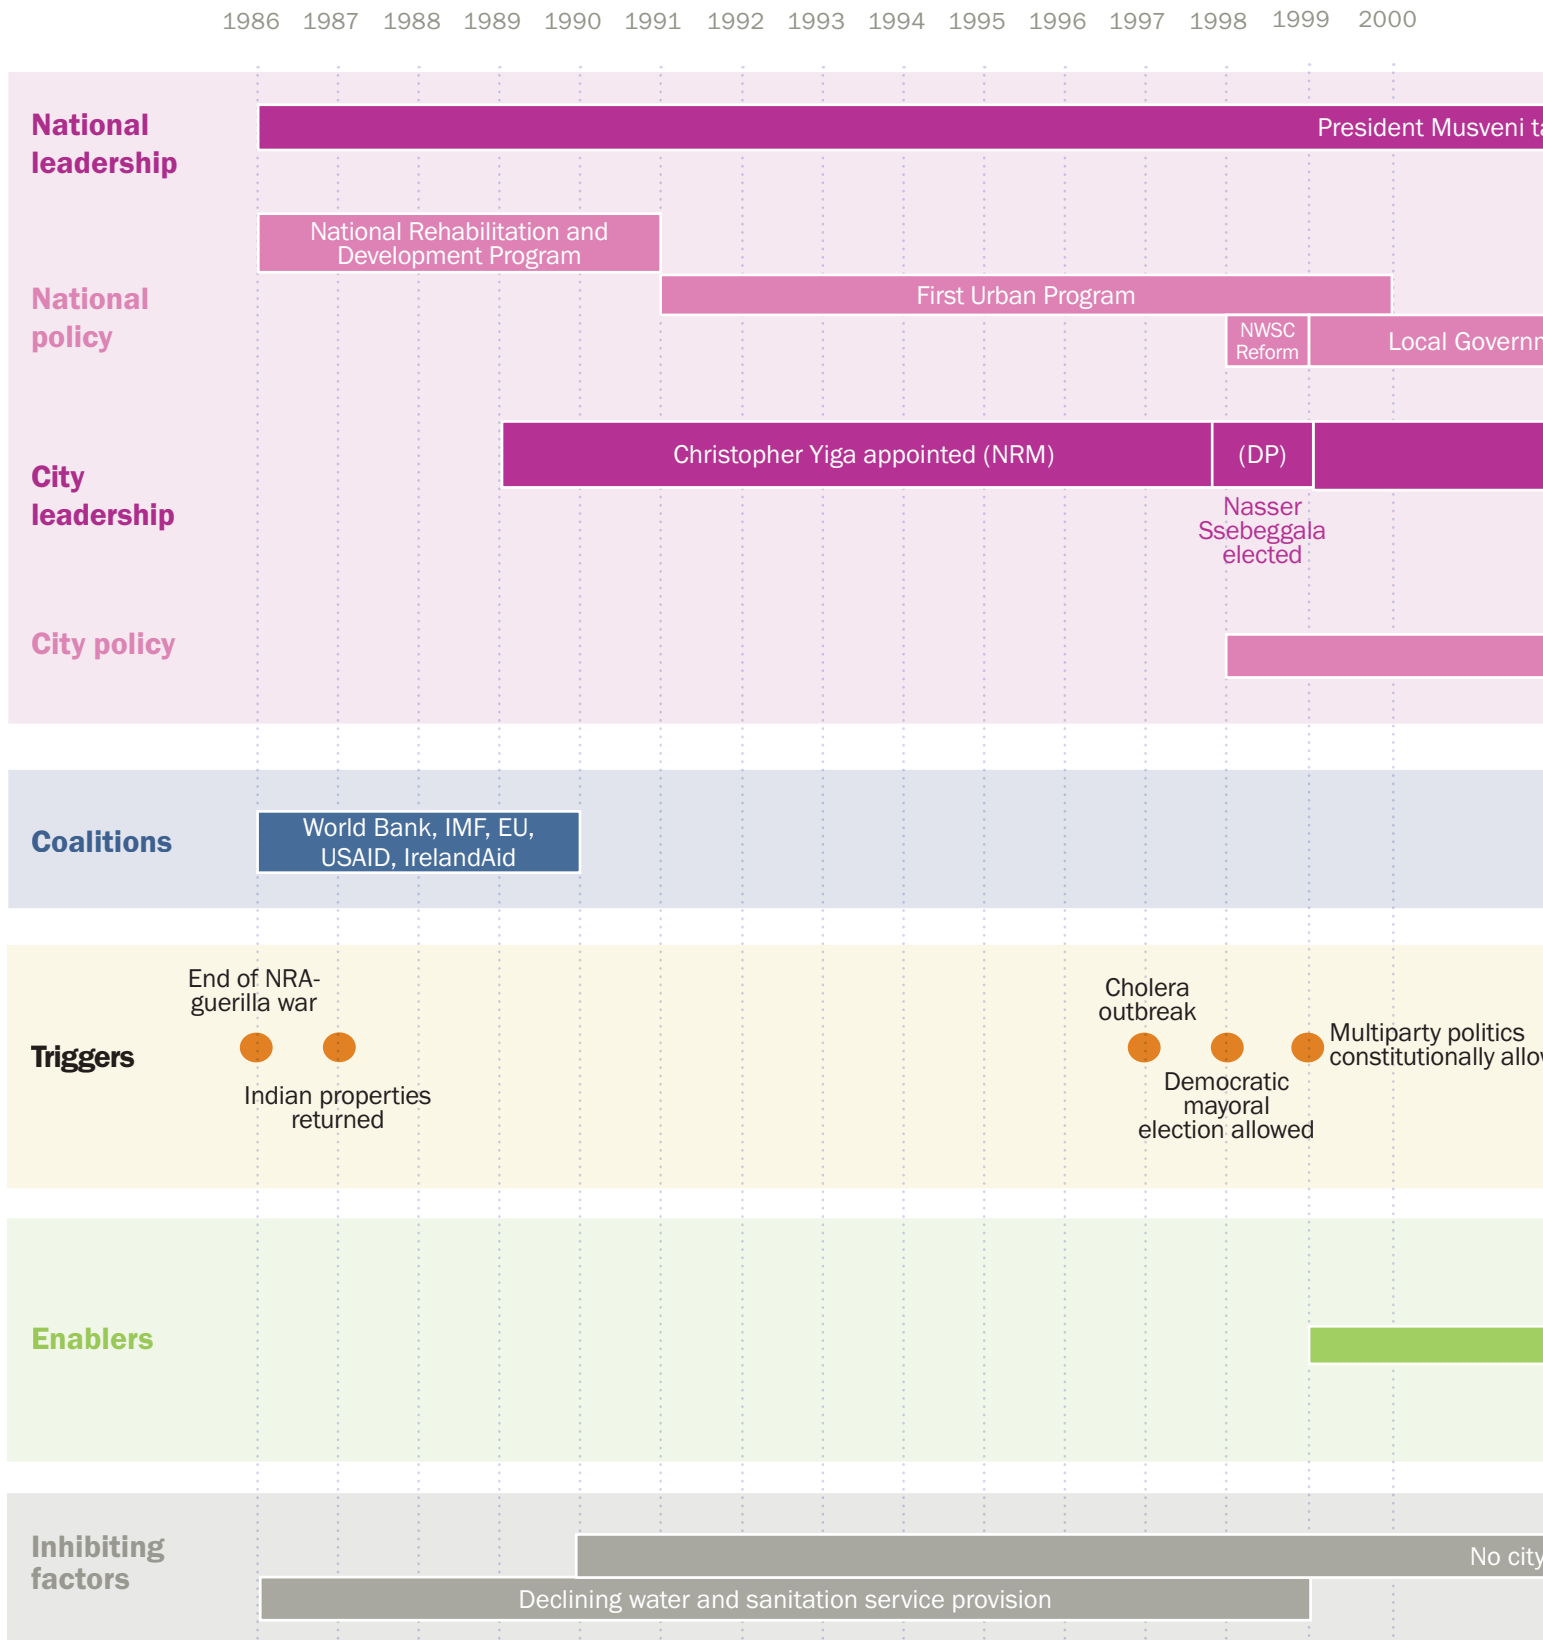 1986 1987 1988 1989 1990 1991 1992 1993 1994 1995 1996 1997 1998 1999 2000
National
leadership
President Musveni
National Rehabilitation and
Development Program
National
policy
First Urban Program
NWSC
Reform
Local
City
leadership
Christopher Yiga appointed (NRM)
(DP)
Nasser
Ssebeggala
elected
City policy
Coalitions
World Bank, IMF, EU,
USAID, IrelandAid
Triggers
End of NRA-
guerilla war
Indian properties
returned
Cholera
outbreak
Democratic
mayoral
election allowed
Multiparty politics
constitutionally
Enablers
Inhibiting
factors
No city
Declining water and sanitation service provision